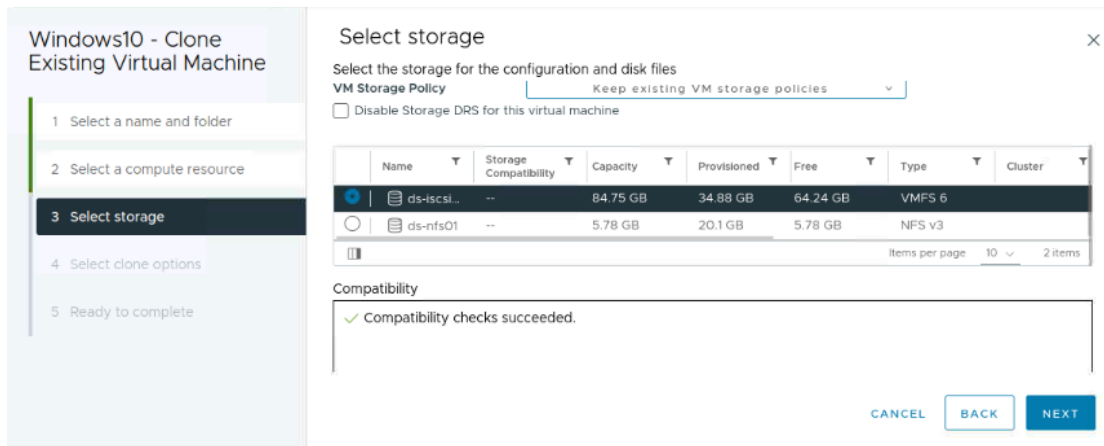 Windows10 - Clone
Existing Virtual Machine
1 Select a name and folder
2 Select a compute resource
3 Select storage
4 Select clone options
5 Ready to complete
Select storage
Select the storage for the configuration and disk files
VM Storage Policy Keep existing VM storage policies
Disable Storage DRS for this virtual machine
Name Storage Compatibility Capacity Provisioned Free Type Cluster
ds-iscsi... -- 84.75 GB 34.88 GB 64.24 GB VMFS 6
ds-nfs01 -- 5.78 GB 20.1 GB 5.78 GB NFS v3
Items per page 10 2 items
Compatibility
Compatibility checks succeeded.
CANCEL BACK NEXT